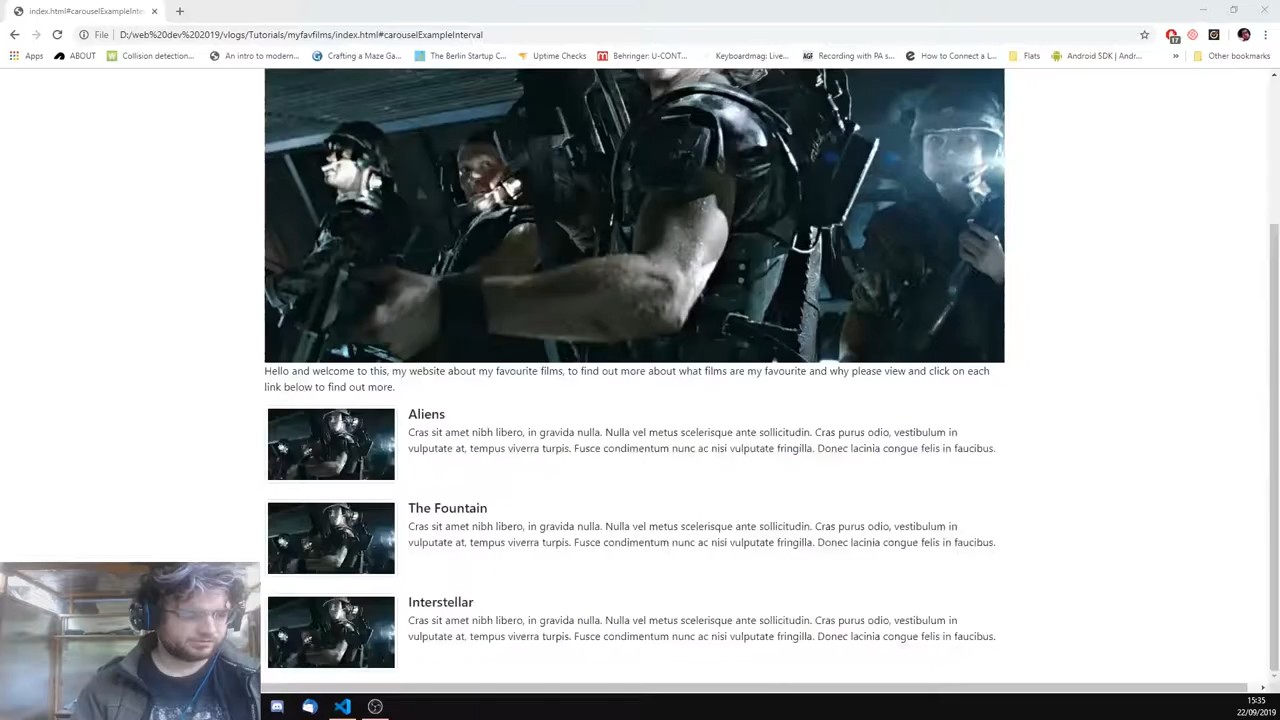 index.html#carouselExampleInte
File
D:/web%20dev%202019/vlogs/Tutorials/myfavfilms/index.html#carouselExampleInterval
17
Apps
ABOUT
Collision detection...
An intro to modern...
Crafting a Maze Ga...
The Berlin Startup C...
Uptime Checks
Behringer: U-CONT...
Keyboardmag: Livel...
Recording with PA s...
How to Connect a L...
Flats
Android SDK | Andr...
»
Other bookmarks
Hello and welcome to this, my website about my favourite films, to find out more about what films are my favourite and why please view and click on each
link below to find out more.
Aliens
Cras sit amet nibh libero, in gravida nulla. Nulla vel metus scelerisque ante sollicitudin. Cras purus odio, vestibulum in
vulputate at, tempus viverra turpis. Fusce condimentum nunc ac nisi vulputate fringilla. Donec lacinia congue felis in faucibus.
The Fountain
Cras sit amet nibh libero, in gravida nulla. Nulla vel metus scelerisque ante sollicitudin. Cras purus odio, vestibulum in
vulputate at, tempus viverra turpis. Fusce condimentum nunc ac nisi vulputate fringilla. Donec lacinia congue felis in faucibus.
Interstellar
Cras sit amet nibh libero, in gravida nulla. Nulla vel metus scelerisque ante sollicitudin. Cras purus odio, vestibulum in
vulputate at, tempus viverra turpis. Fusce condimentum nunc ac nisi vulputate fringilla. Donec lacinia congue felis in faucibus.
15:35
22/09/2019